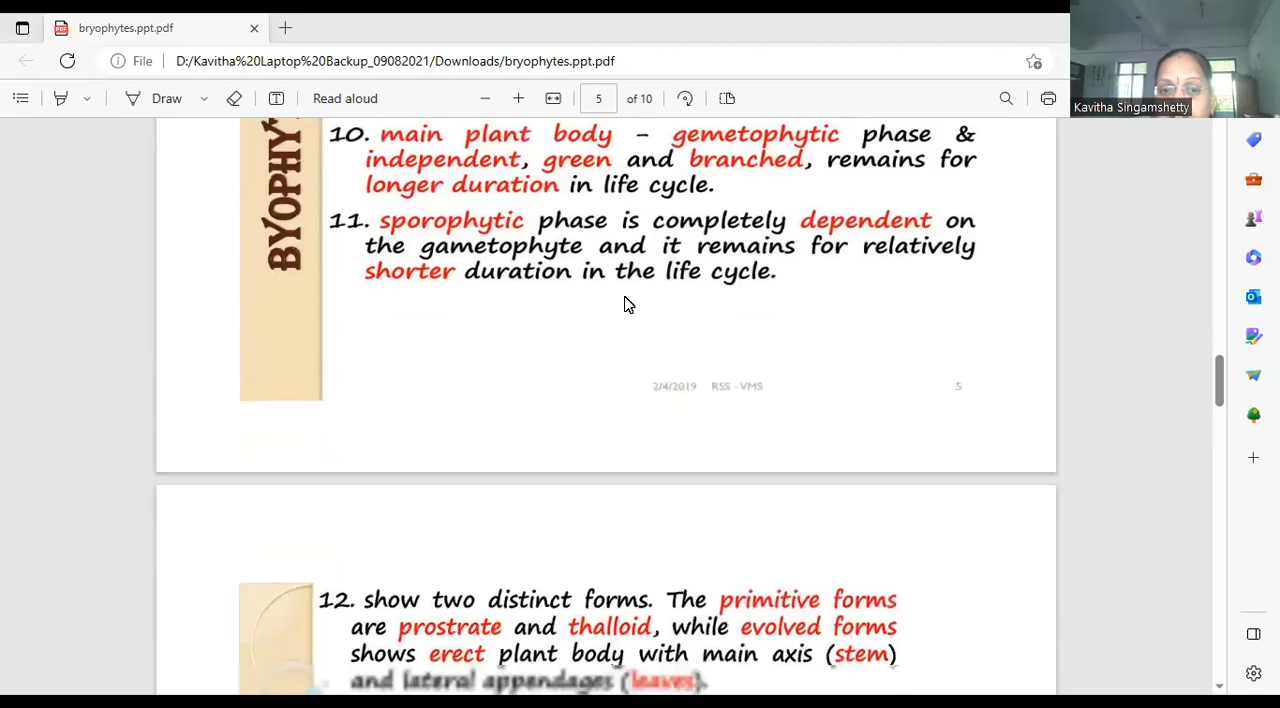 bryophytes.ppt.pdf
File
D:/Kavitha%20Laptop%20Backup_09082021/Downloads/bryophytes.ppt.pdf
Draw
Read aloud
5
of 10
Kavitha Singamshetty
BYOPHY
10. main plant body – gemetophytic phase &
independent, green and branched, remains for
longer duration in life cycle.
11. sporophytic phase is completely dependent on
the gametophyte and it remains for relatively
shorter duration in the life cycle.
2/4/2019 RSS -VMS 5
12. show two distinct forms. The primitive forms
are prostrate and thalloid, while evolved forms
shows erect plant body with main axis (stem)
and lateral appendages (leaves).